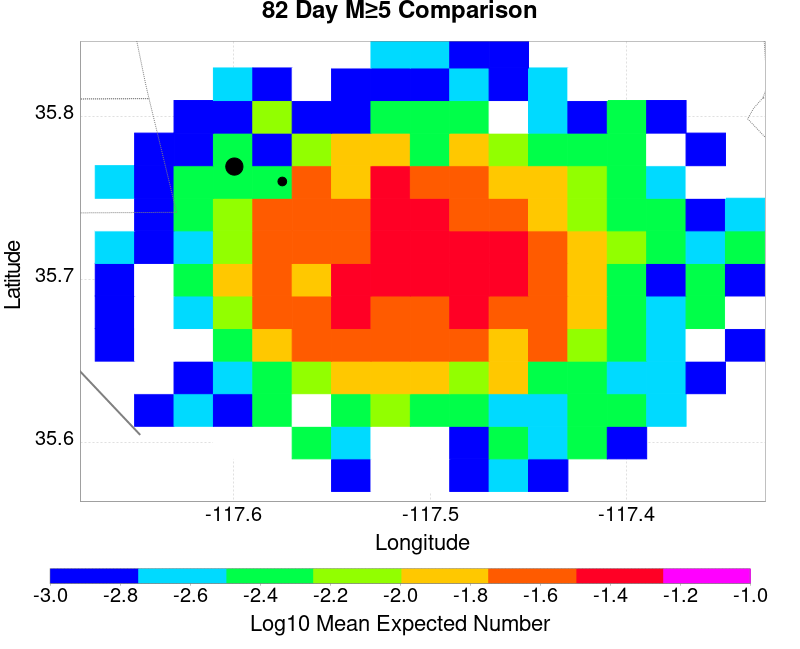 82 Day M≥5 Comparison
35.8
35.7
35.6
Latitude
-117.6 -117.5 -117.4
Longitude
-3.0 -2.8 -2.6 -2.4 -2.2 -2.0 -1.8 -1.6 -1.4 -1.2 -1.0
Log10 Mean Expected Number